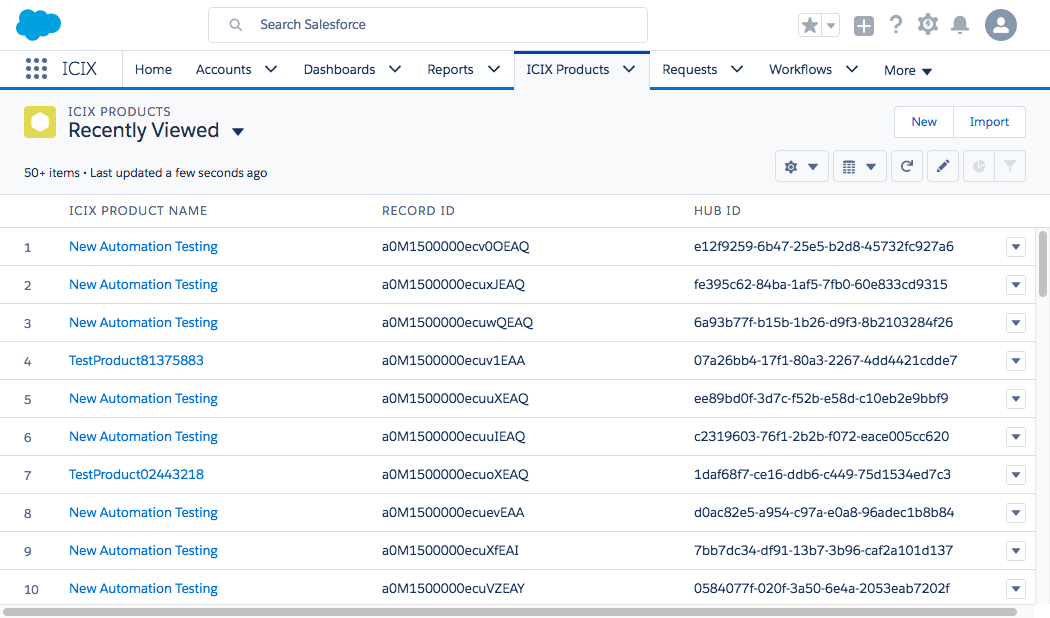 Search Salesforce
ICIX Home Accounts Dashboards Reports ICIX Products Requests Workflows More
ICIX PRODUCTS
Recently Viewed
New Import
50+ items • Last updated a few seconds ago
ICIX PRODUCT NAME RECORD ID HUB ID
1 New Automation Testing a0M1500000ecv0OEAQ e12f9259-6b47-25e5-b2d8-45732fc927a6
2 New Automation Testing a0M1500000ecuxJEAQ fe395c62-84ba-1af5-7fb0-60e833cd9315
3 New Automation Testing a0M1500000ecuwQEAQ 6a93b77f-b15b-1b26-d9f3-8b2103284f26
4 TestProduct81375883 a0M1500000ecuv1EAA 07a26bb4-17f1-80a3-2267-4dd4421cdde7
5 New Automation Testing a0M1500000ecuuXEAQ ee89bd0f-3d7c-f52b-e58d-c10eb2e9bbf9
6 New Automation Testing a0M1500000ecuuIEAQ c2319603-76f1-2b2b-f072-eace005cc620
7 TestProduct02443218 a0M1500000ecuoXEAQ 1daf68f7-ce16-ddb6-c449-75d1534ed7c3
8 New Automation Testing a0M1500000ecuevEAA d0ac82e5-a954-c97a-e0a8-96adec1b8b84
9 New Automation Testing a0M1500000ecuXfEAI 7bb7dc34-df91-13b7-3b96-caf2a101d137
10 New Automation Testing a0M1500000ecuVZEAY 0584077f-020f-3a50-6e4a-2053eab7202f